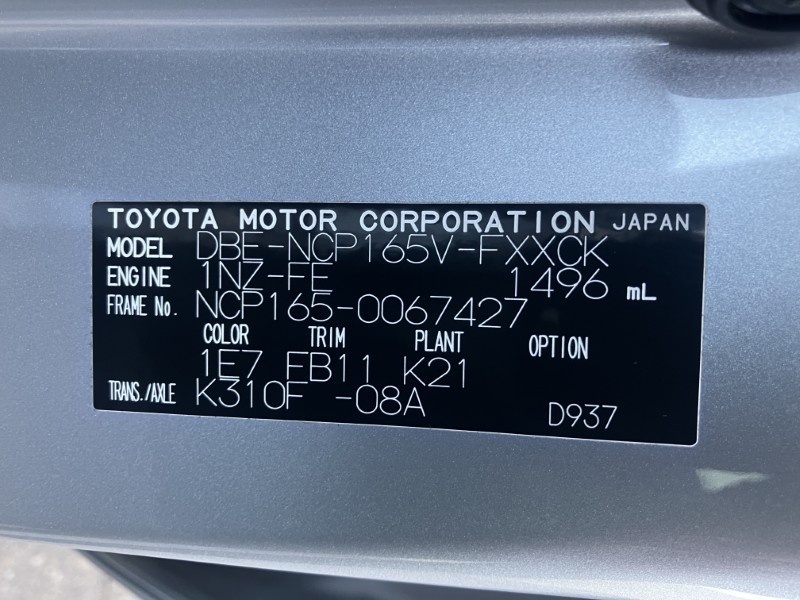 TOYOTA MOTOR CORPORATION JAPAN
MODEL DBE-NCP165V-FXXCK
ENGINE 1NZ-FE 1496 mL
FRAME No. NCP165-0067427
COLOR TRIM PLANT OPTION
1E7 FB11 K21
TRANS./AXLE K310F -08A
D937